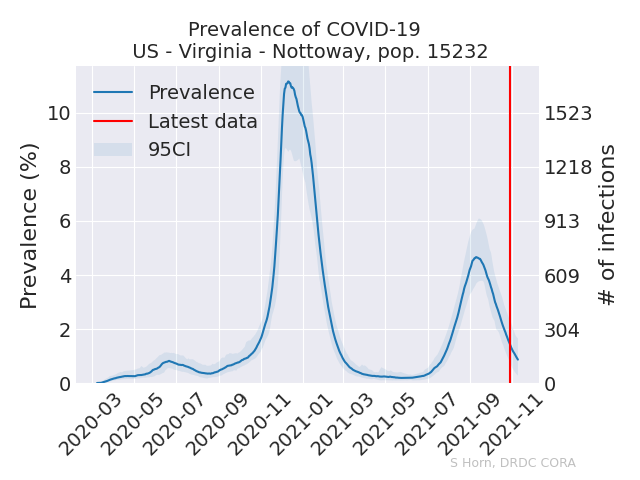 Prevalence of COVID-19
US - Virginia - Nottoway, pop. 15232
Prevalence
Latest data
95CI
Prevalence (%)
10
8
6
4
2
0
1523
1218
913
609
304
0
# of infections
2020-03
2020-05
2020-07
2020-09
2020-11
2021-01
2021-03
2021-05
2021-07
2021-09
2021-11
S Horn, DRDC CORA